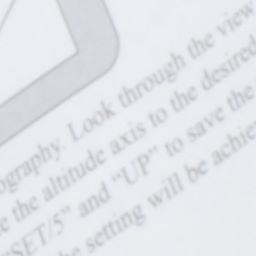 ography. Look through the view
e the altitude axis to the desired
“SET/5” and “UP” to save the
he setting will be achie